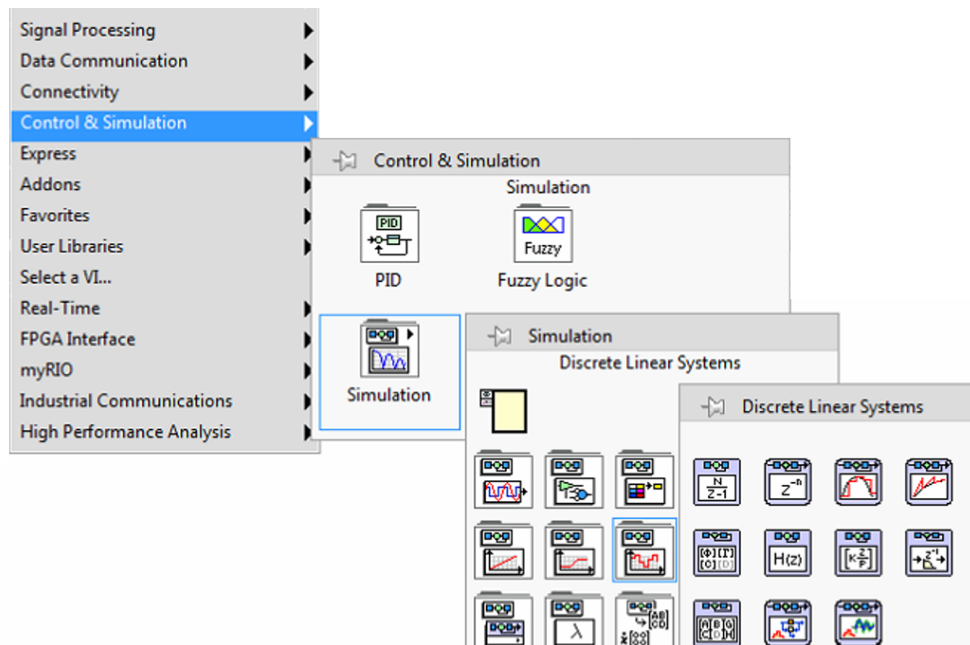 Signal Processing
Data Communication
Connectivity
Control & Simulation
Express
Addons
Favorites
User Libraries
Select a VI...
Real-Time
FPGA Interface
myRIO
Industrial Communications
High Performance Analysis
Control & Simulation
Simulation
PID
Fuzzy
PID
Fuzzy Logic
Simulation
Simulation
Discrete Linear Systems
Discrete Linear Systems
N
Z-1
z⁻ⁿ
H(z)
λ